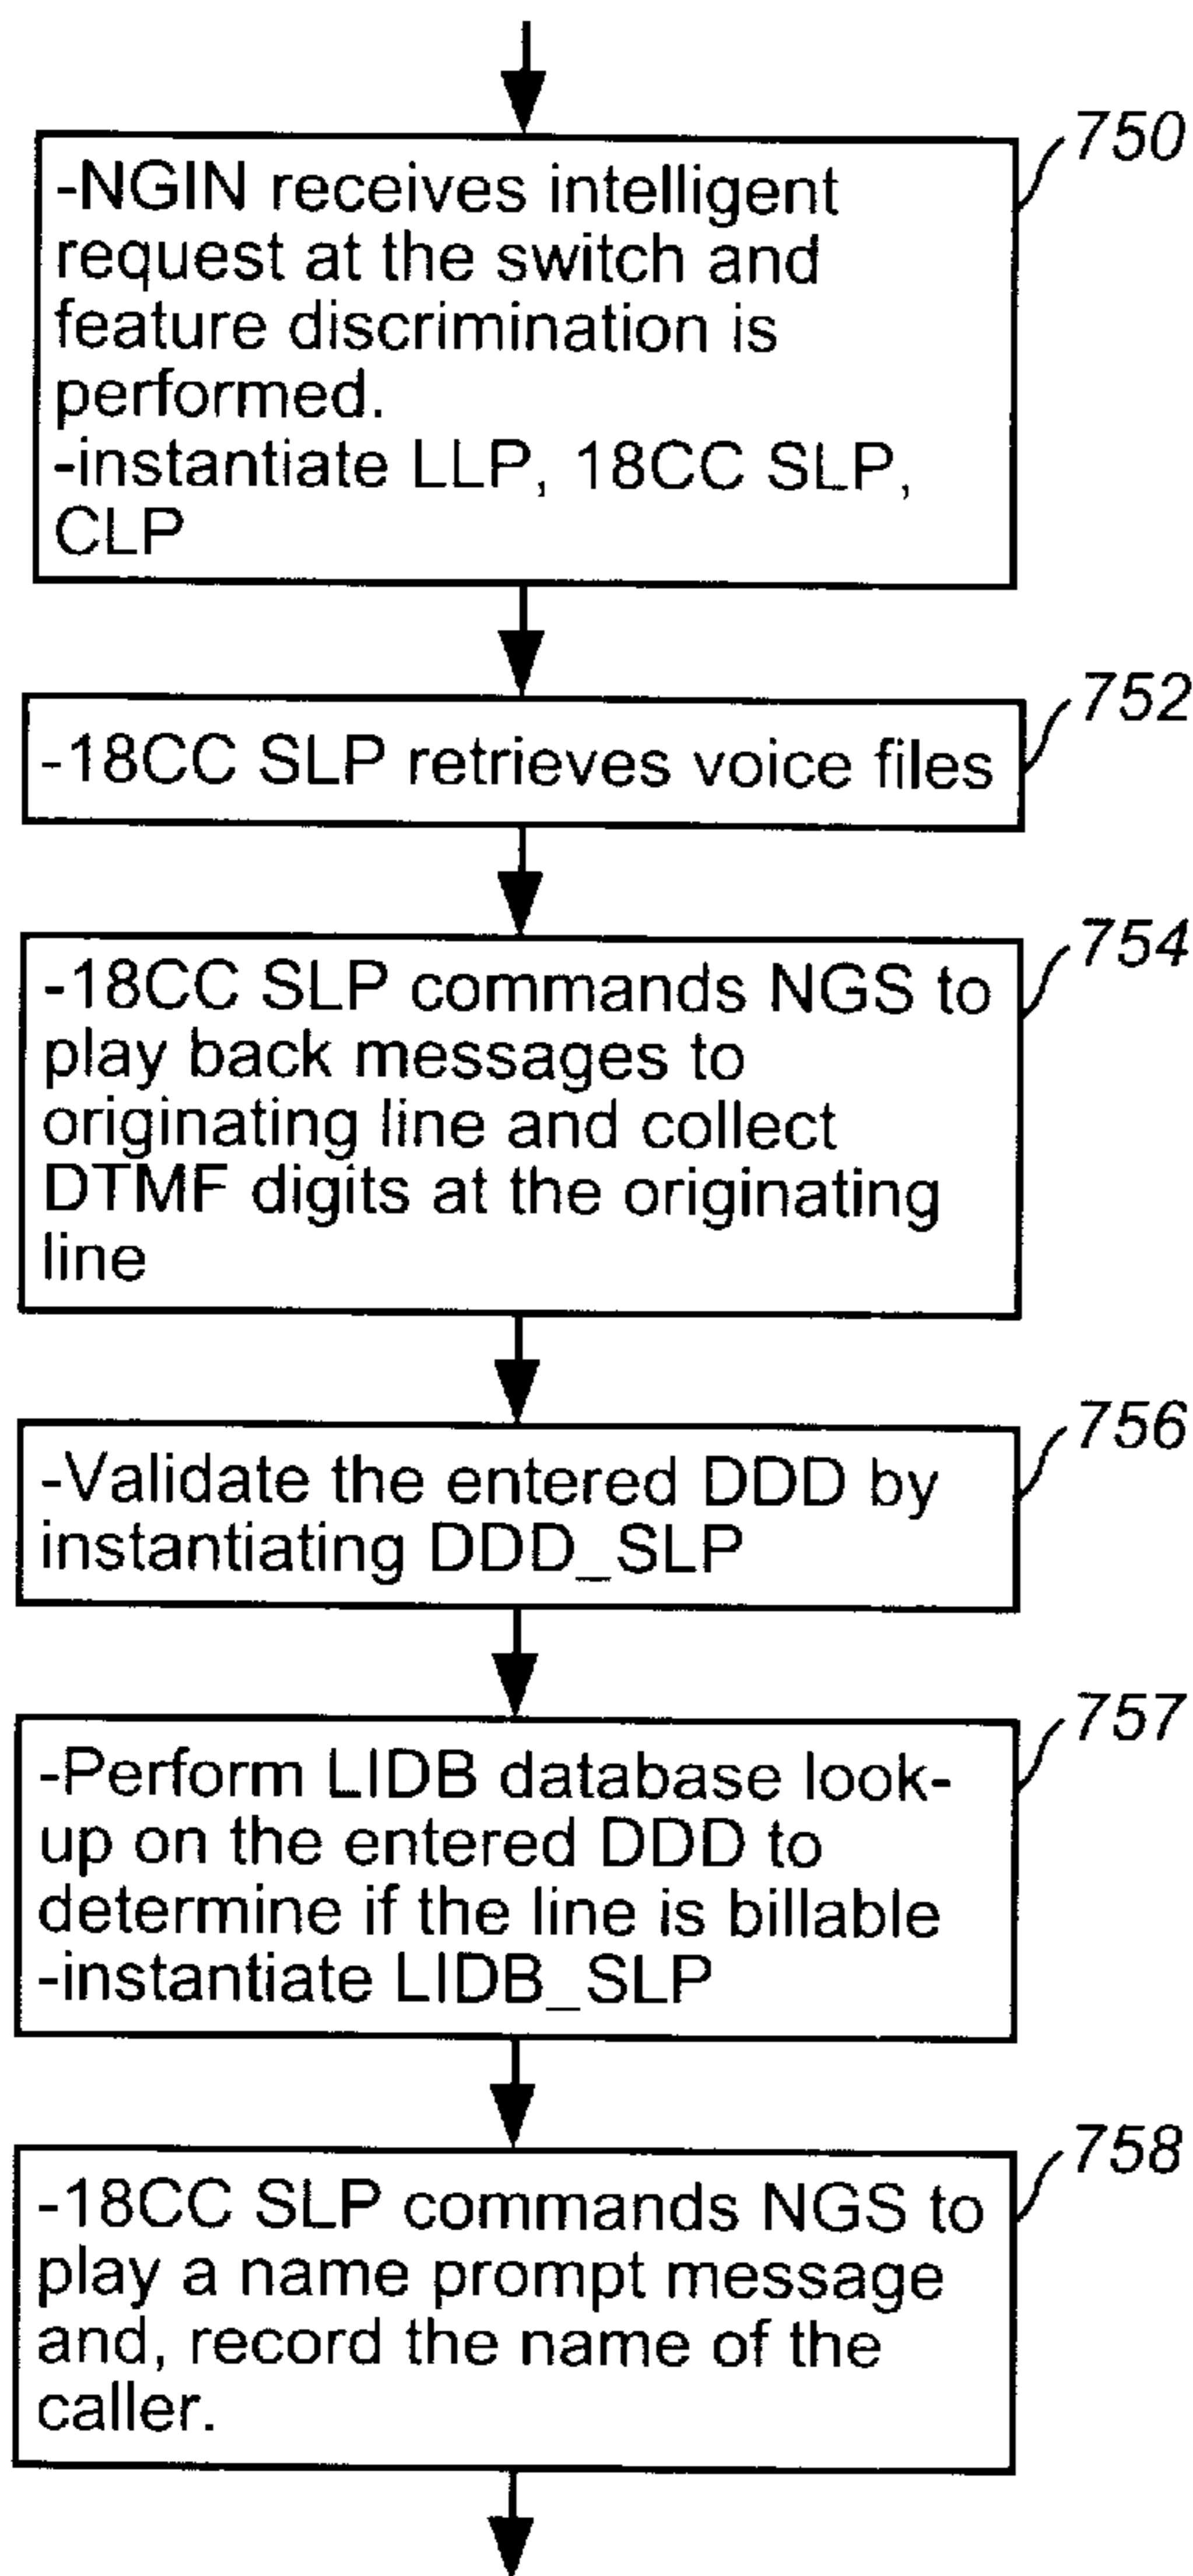 750
-NGIN receives intelligent
request at the switch and
feature discrimination is
performed.
-instantiate LLP, 18CC SLP,
CLP
752
-18CC SLP retrieves voice files
754
-18CC SLP commands NGS to
play back messages to
originating line and collect
DTMF digits at the originating
line
756
-Validate the entered DDD by
instantiating DDD_SLP
757
-Perform LIDB database look-
up on the entered DDD to
determine if the line is billable
-instantiate LIDB_SLP
758
-18CC SLP commands NGS to
play a name prompt message
and, record the name of the
caller.